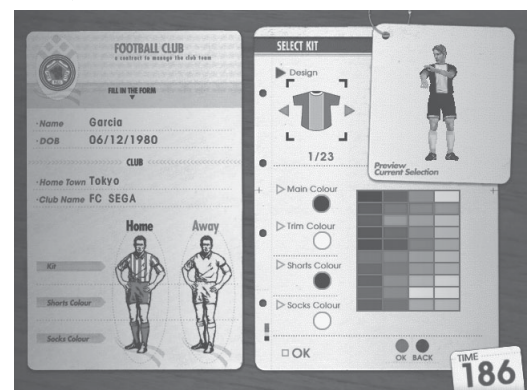 FOOTBALL CLUB
a contract to manage the club team
FILL IN THE FORM
·Name Garcia
·DOB 06/12/1980
CLUB
·Home Town Tokyo
·Club Name FC SEGA
Home Away
Kit
Shorts Colour
Socks Colour
SELECT KIT
Design
1/23
Main Colour
Trim Colour
Shorts Colour
Socks Colour
OK
OK BACK
Preview
Current Selection
TIME
186